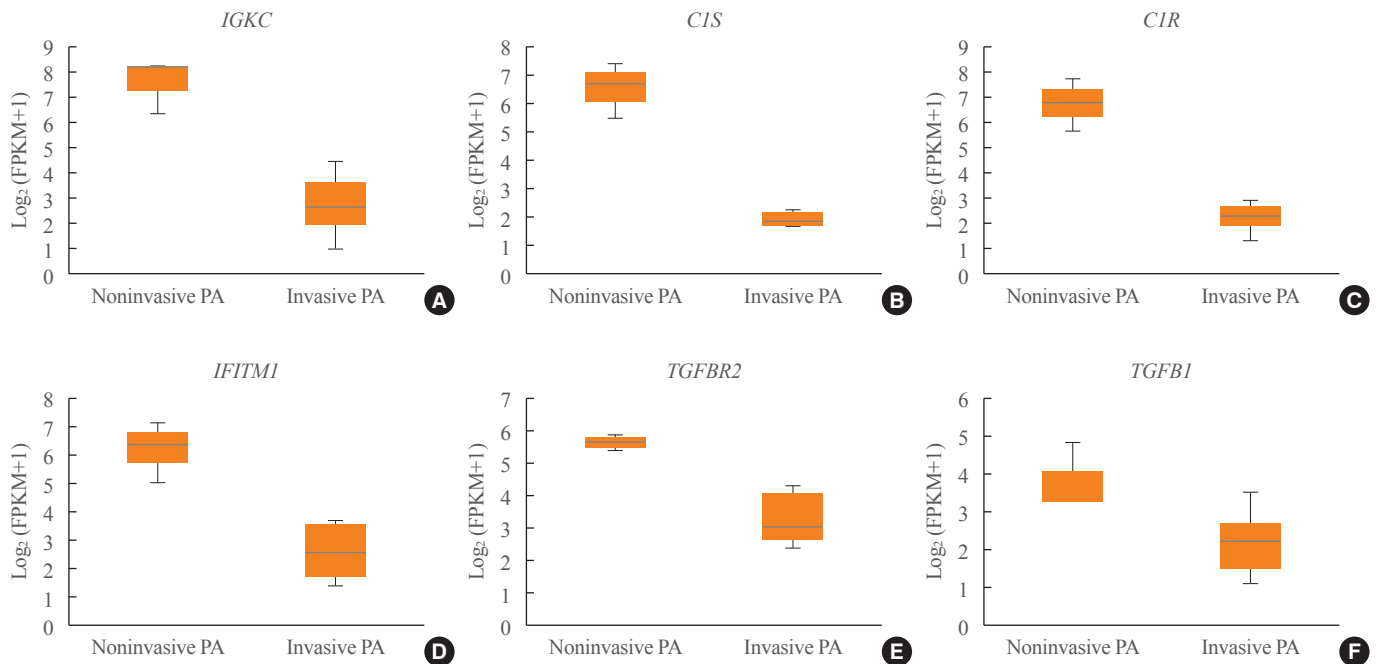 IGKC
Log₂ (FPKM+1)
9
8
7
6
5
4
3
2
1
0
Noninvasive PA Invasive PA
A
C1S
Log₂ (FPKM+1)
8
7
6
5
4
3
2
1
0
Noninvasive PA Invasive PA
B
C1R
Log₂ (FPKM+1)
9
8
7
6
5
4
3
2
1
0
Noninvasive PA Invasive PA
C
IFITM1
Log₂ (FPKM+1)
8
7
6
5
4
3
2
1
0
Noninvasive PA Invasive PA
D
TGFBR2
Log₂ (FPKM+1)
7
6
5
4
3
2
1
0
Noninvasive PA Invasive PA
E
TGFB1
Log₂ (FPKM+1)
6
5
4
3
2
1
0
Noninvasive PA Invasive PA
F